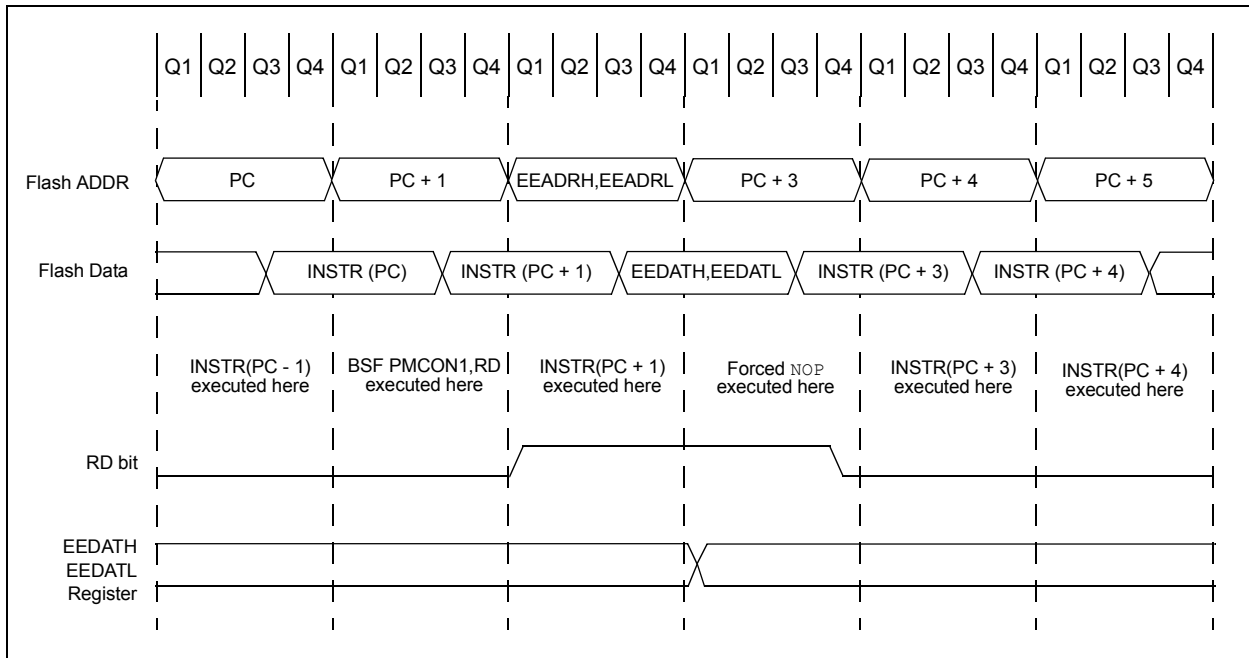 Q1 Q2 Q3 Q4 Q1 Q2 Q3 Q4 Q1 Q2 Q3 Q4 Q1 Q2 Q3 Q4 Q1 Q2 Q3 Q4 Q1 Q2 Q3 Q4
Flash ADDR PC PC + 1 EEADRH,EEADRL PC + 3 PC + 4 PC + 5
Flash Data INSTR (PC) INSTR (PC + 1) EEDATH,EEDATL INSTR (PC + 3) INSTR (PC + 4)
INSTR(PC - 1)
executed here
BSF PMCON1,RD
executed here
INSTR(PC + 1)
executed here
Forced NOP
executed here
INSTR(PC + 3)
executed here
INSTR(PC + 4)
executed here
RD bit
EEDATH
EEDATL
Register